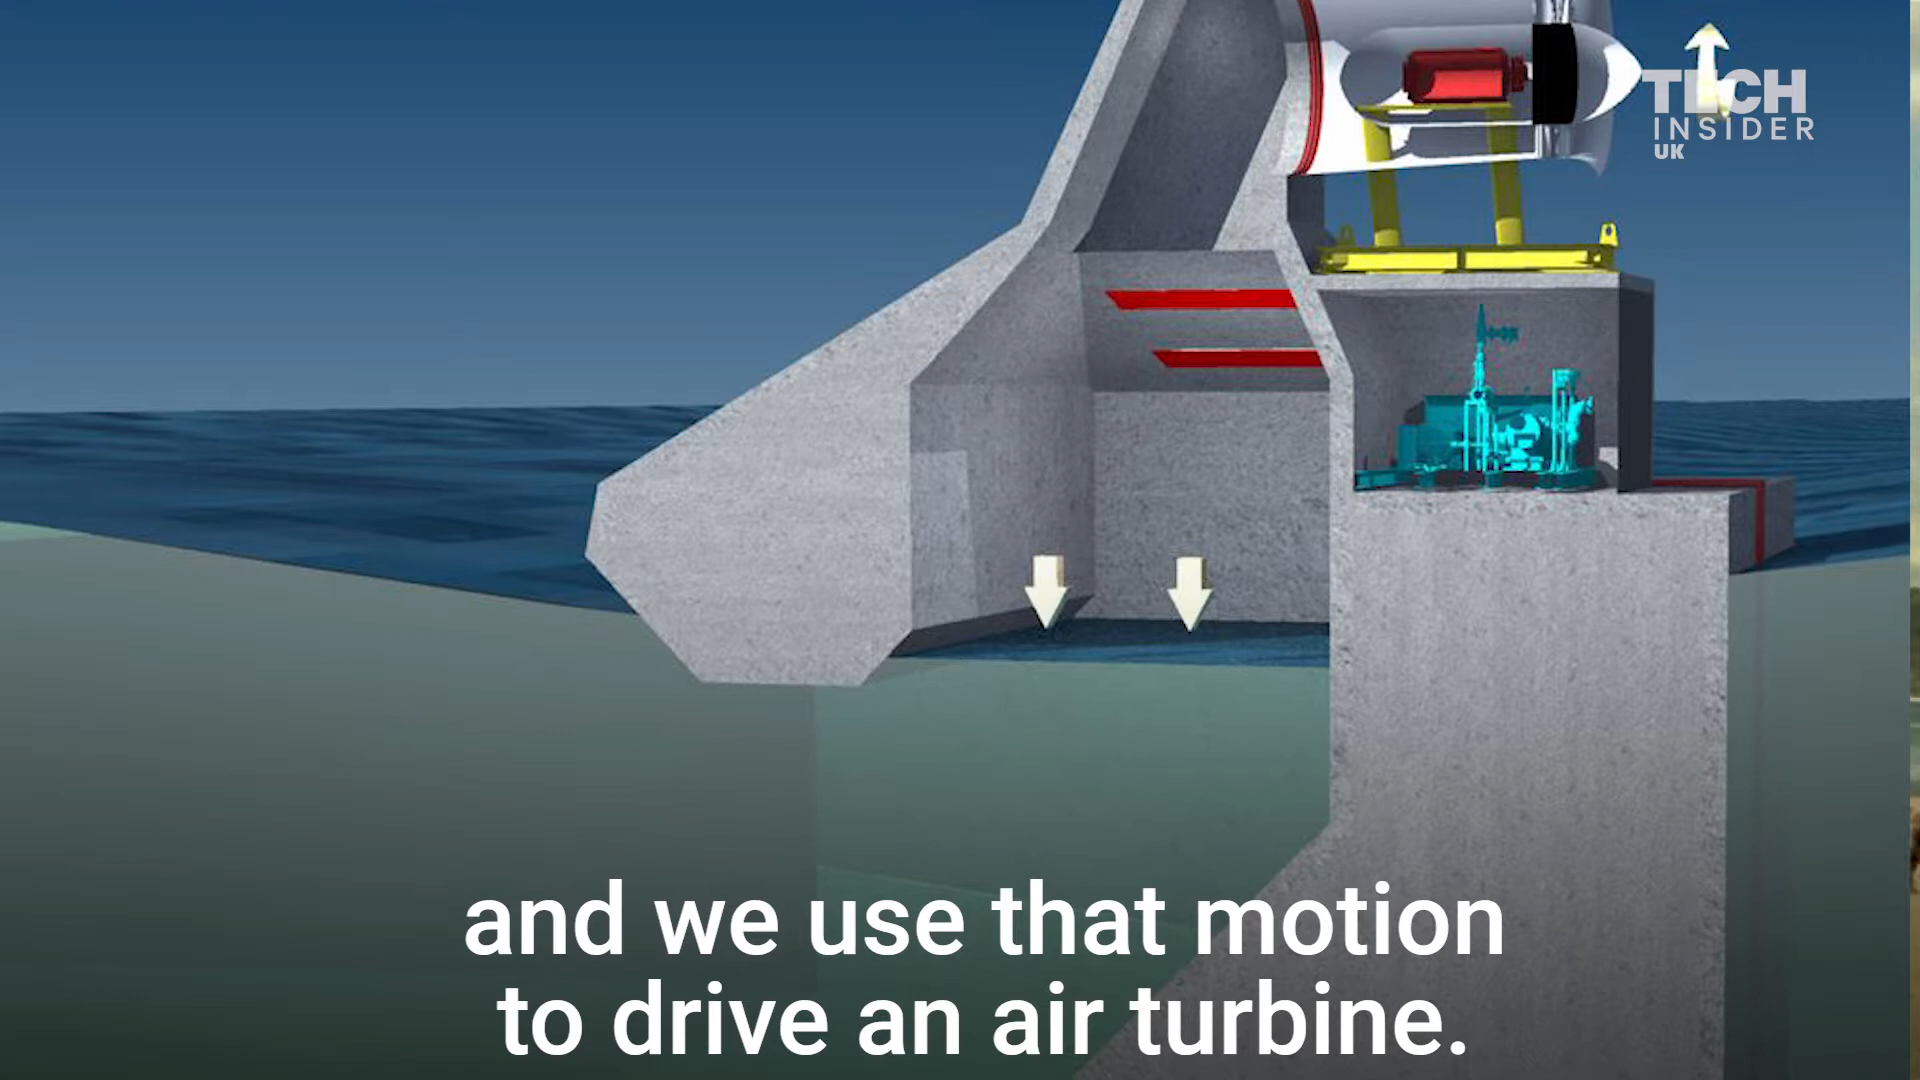 TECH
INSIDER
UK
and we use that motion
to drive an air turbine.